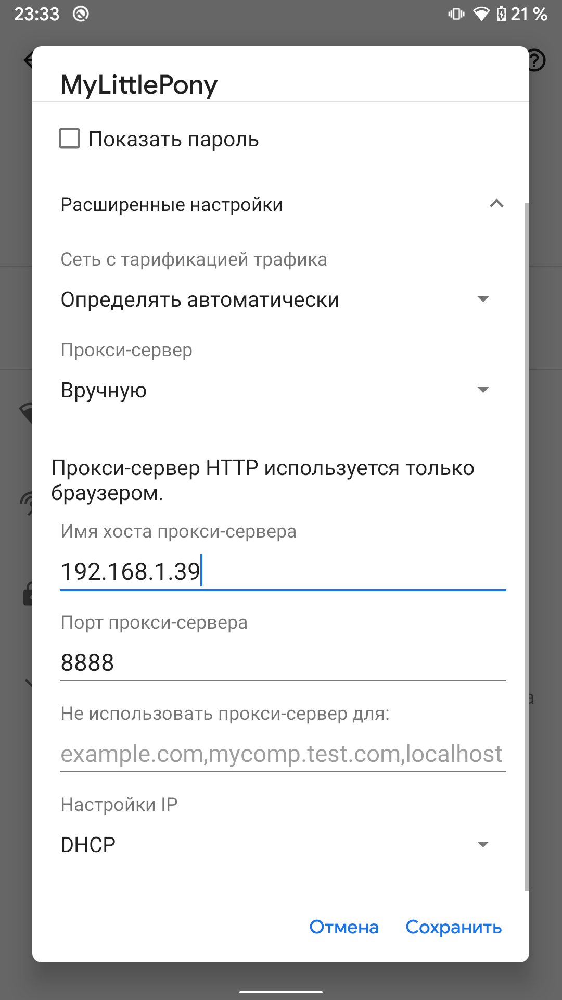 23:33
21 %
MyLittlePony
Показать пароль
Расширенные настройки
Сеть с тарификацией трафика
Определять автоматически
Прокси-сервер
Вручную
Прокси-сервер HTTP используется только
браузером.
Имя хоста прокси-сервера
192.168.1.39
Порт прокси-сервера
8888
а
Не использовать прокси-сервер для:
example.com,mycomp.test.com,localhost
Настройки IP
DHCP
Отмена
Сохранить